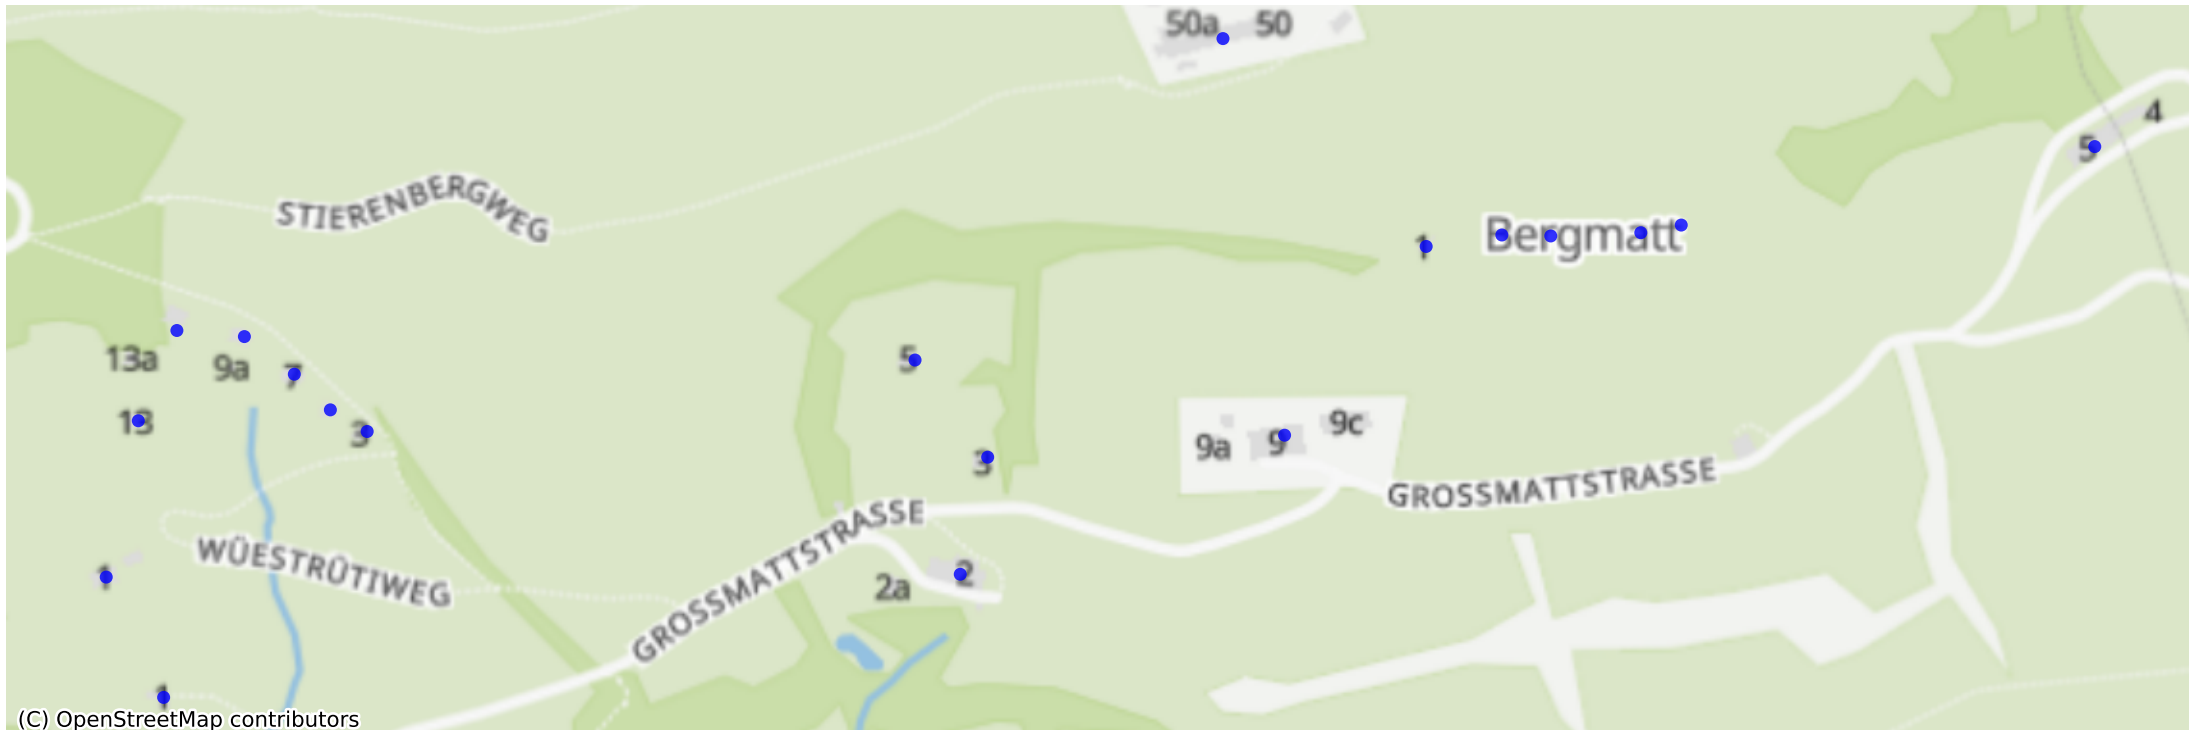 50a 50
4
5
STIERENBERGWEG
Bergmatt
1
13a
9a
7
5
13
3
9a 9 9c
3
GROSSMATTSTRASSE
GROSSMATTSTRASSE
WÜESTRÜTIWEG
1
2a 2
1
(C) OpenStreetMap contributors